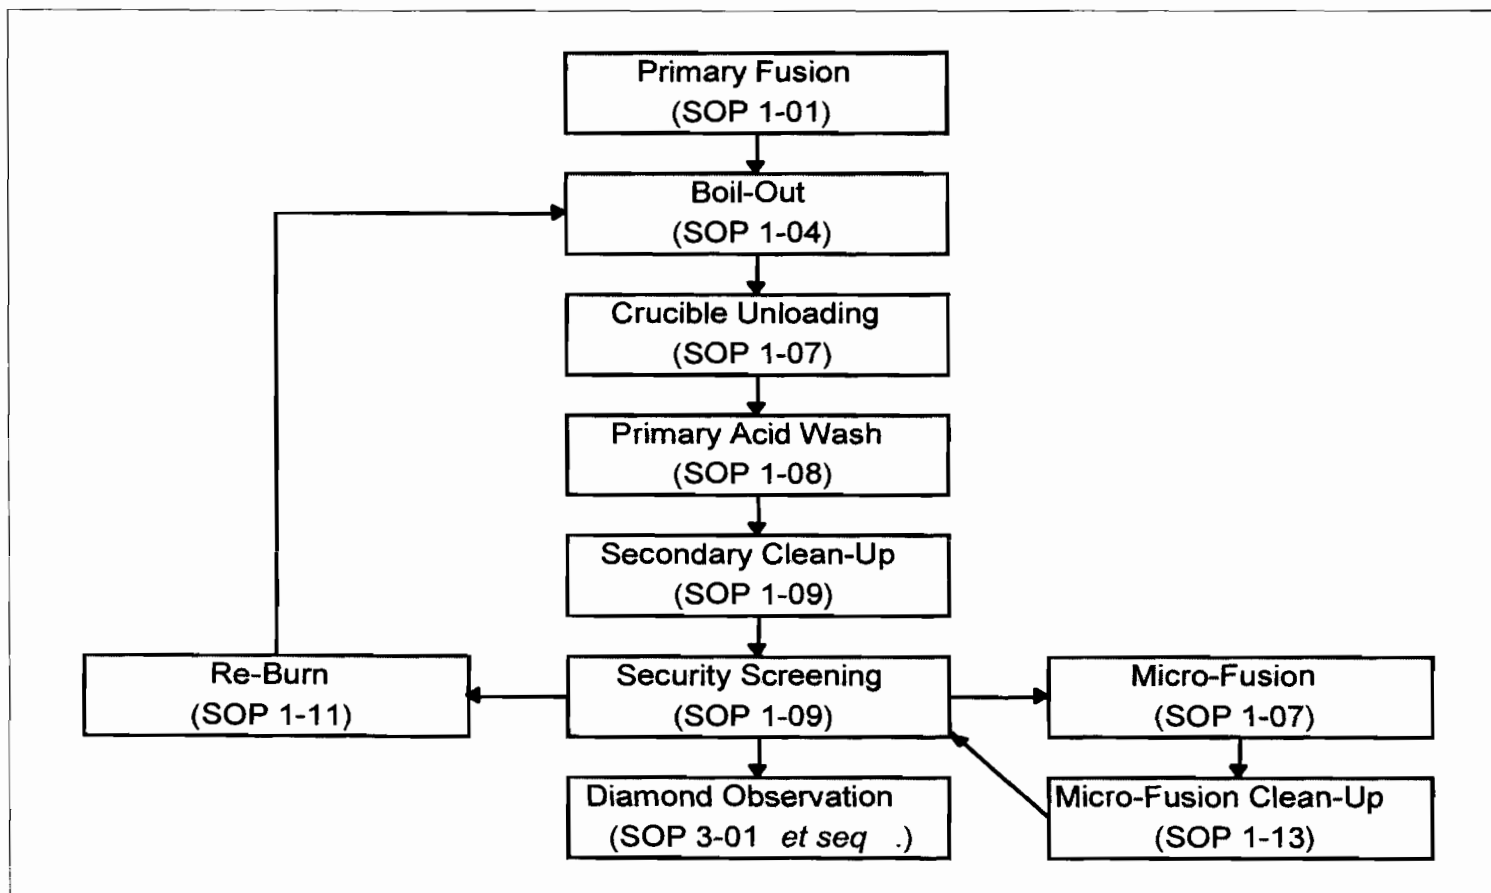 Primary Fusion
(SOP 1-01)
Boil-Out
(SOP 1-04)
Crucible Unloading
(SOP 1-07)
Primary Acid Wash
(SOP 1-08)
Secondary Clean-Up
(SOP 1-09)
Re-Burn
(SOP 1-11)
Security Screening
(SOP 1-09)
Micro-Fusion
(SOP 1-07)
Diamond Observation
(SOP 3-01 et seq .)
Micro-Fusion Clean-Up
(SOP 1-13)